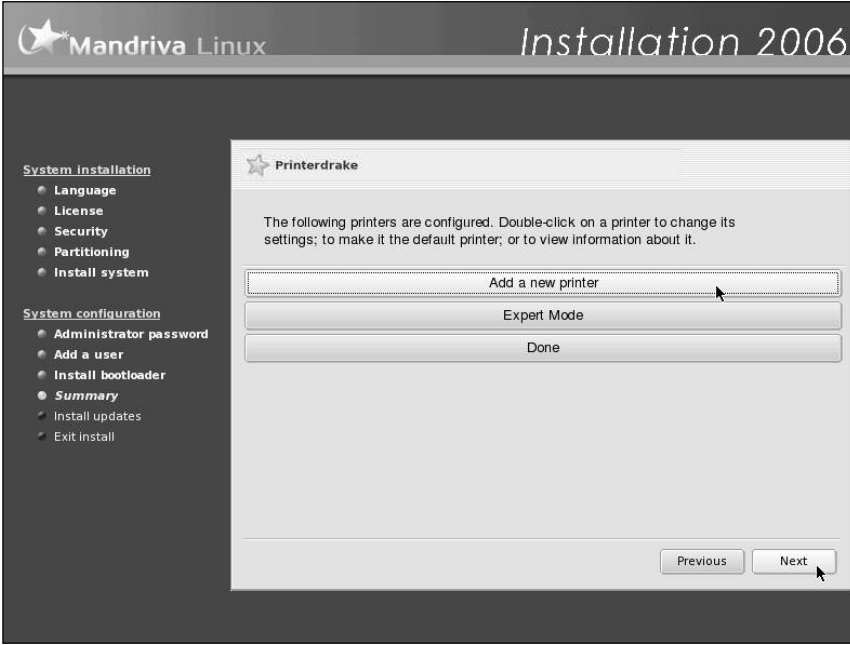 Mandriva Linux
Installation 2006
System installation
Language
License
Security
Partitioning
Install system
System configuration
Administrator password
Add a user
Install bootloader
Summary
Install updates
Exit install
Printerdrake
The following printers are configured. Double-click on a printer to change its
settings; to make it the default printer; or to view information about it.
Add a new printer
Expert Mode
Done
Previous
Next